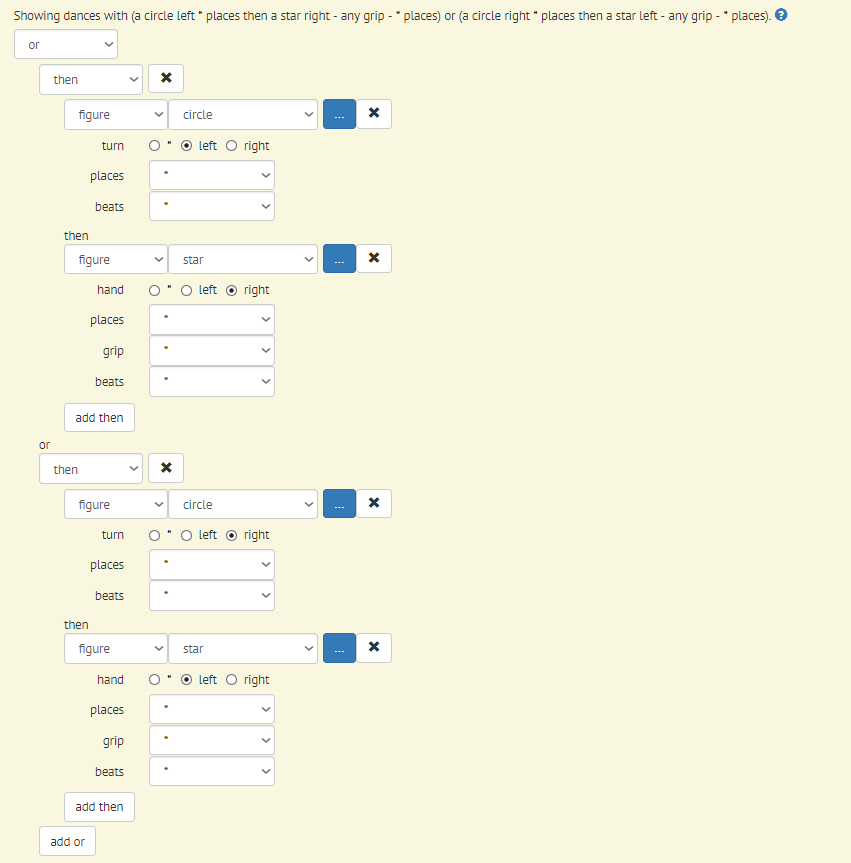 Showing dances with (a circle left * places then a star right - any grip - * places) or (a circle right * places then a star left - any grip - * places). ?
or
then ✖
figure circle ... ✖
turn * left right
places *
beats *
then
figure star ... ✖
hand * left right
places *
grip *
beats *
add then
or
then ✖
figure circle ... ✖
turn * left right
places *
beats *
then
figure star ... ✖
hand * left right
places *
grip *
beats *
add then
add or